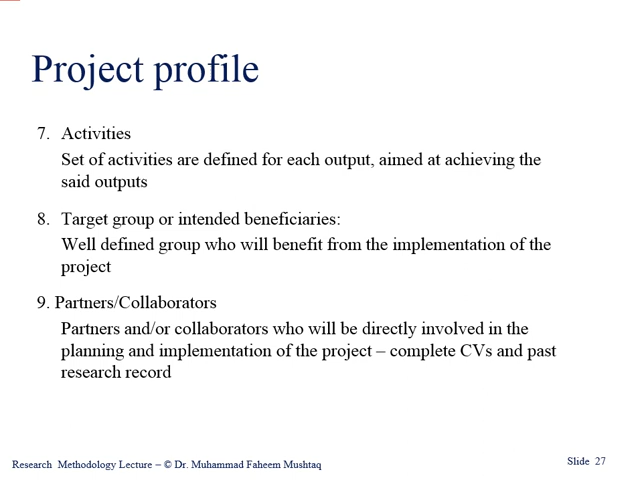 Project profile
7. Activities
Set of activities are defined for each output, aimed at achieving the
said outputs
8. Target group or intended beneficiaries:
Well defined group who will benefit from the implementation of the
project
9. Partners/Collaborators
Partners and/or collaborators who will be directly involved in the
planning and implementation of the project – complete CVs and past
research record
Research Methodology Lecture – © Dr. Muhammad Faheem Mushtaq
Slide 27